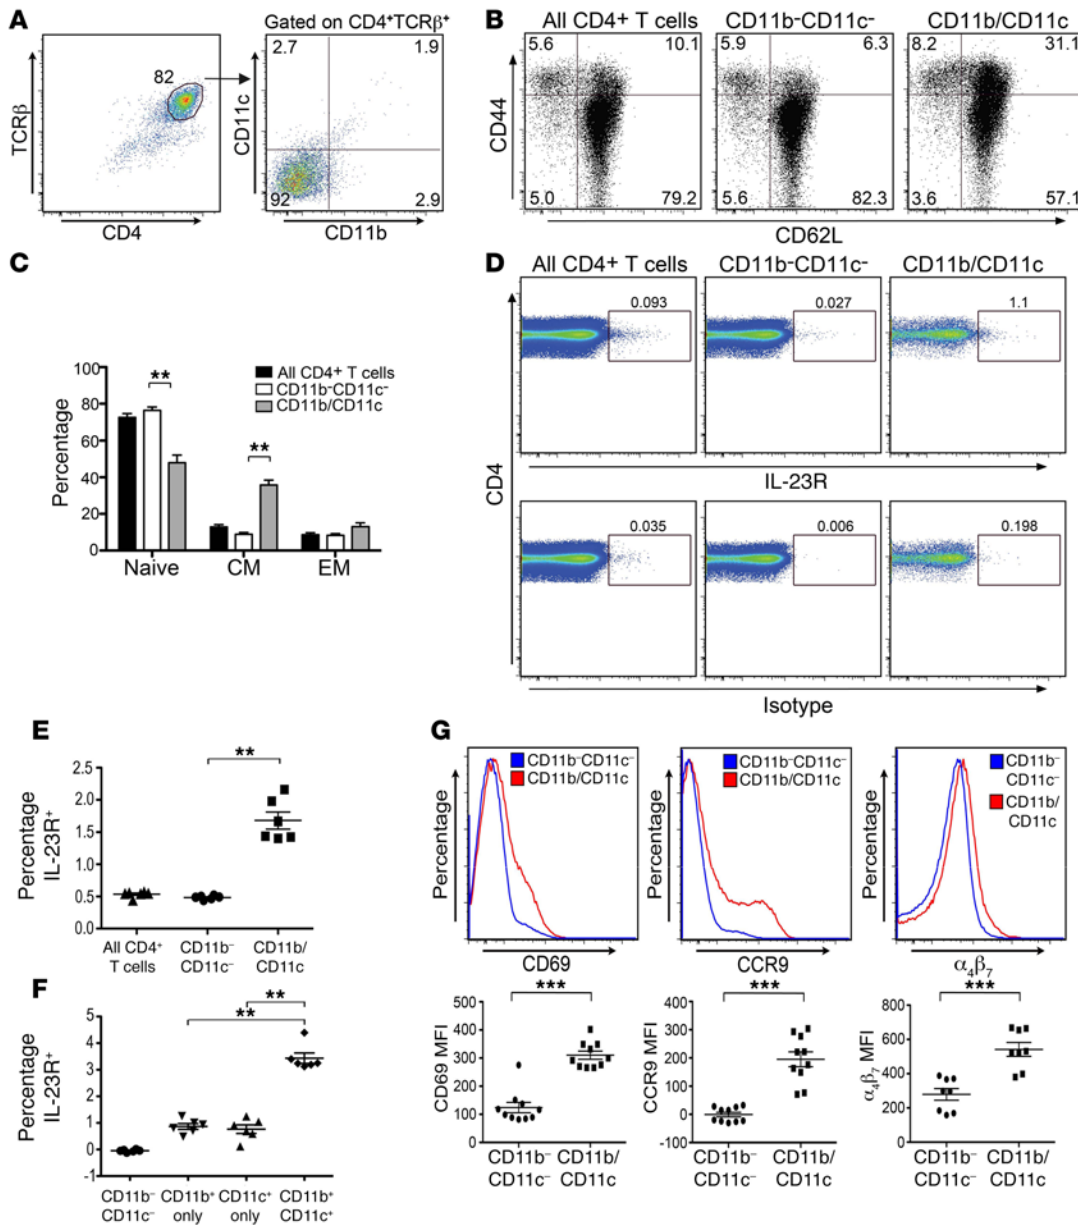 A
Gated on CD4⁺TCRβ⁺
82
2.7
1.9
92
2.9
TCRβ
CD4
CD11c
CD11b
B
All CD4+ T cells
CD11b⁻CD11c⁻
CD11b/CD11c
5.6
10.1
5.9
6.3
8.2
31.1
5.0
79.2
5.6
82.3
3.6
57.1
CD44
CD62L
C
All CD4+ T cells
CD11b⁻CD11c⁻
CD11b/CD11c
**
**
Percentage
100
80
60
40
20
0
Naive
CM
EM
D
All CD4+ T cells
CD11b⁻CD11c⁻
CD11b/CD11c
0.093
0.027
1.1
CD4
IL-23R
0.035
0.006
0.198
Isotype
E
**
Percentage
IL-23R⁺
2.5
2.0
1.5
1.0
0.5
0.0
All CD4⁺
T cells
CD11b⁻
CD11c⁻
CD11b/
CD11c
F
**
**
Percentage
IL-23R⁺
5
4
3
2
1
0
-1
CD11b⁻
CD11c⁻
CD11b⁺
only
CD11c⁺
only
CD11b⁺
CD11c⁺
G
CD11b⁻CD11c⁻
CD11b/CD11c
Percentage
CD69
CD11b⁻CD11c⁻
CD11b/CD11c
Percentage
CCR9
CD11b⁻
CD11c⁻
CD11b/
CD11c
Percentage
α₄β₇
***
CD69 MFI
500
400
300
200
100
0
CD11b⁻
CD11c⁻
CD11b/
CD11c
***
CCR9 MFI
400
300
200
100
0
-100
CD11b⁻
CD11c⁻
CD11b/
CD11c
***
α₄β₇ MFI
800
600
400
200
0
CD11b⁻
CD11c⁻
CD11b/
CD11c